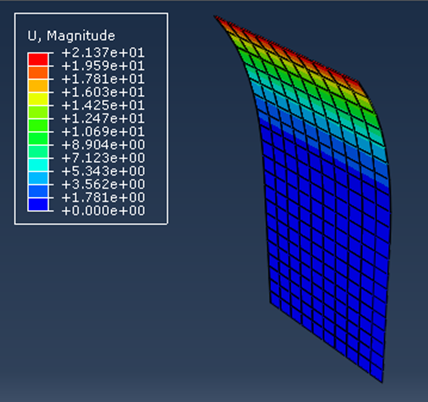 U, Magnitude
+2.137e+01
+1.959e+01
+1.781e+01
+1.603e+01
+1.425e+01
+1.247e+01
+1.069e+01
+8.904e+00
+7.123e+00
+5.343e+00
+3.562e+00
+1.781e+00
+0.000e+00